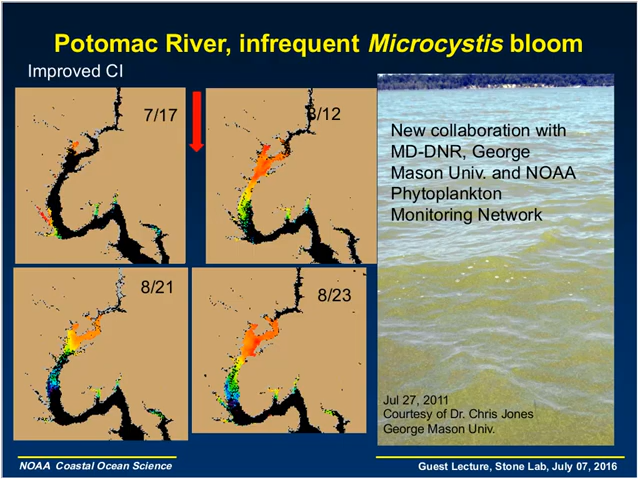 Potomac River, infrequent Microcystis bloom
Improved CI
7/17
8/12
New collaboration with
MD-DNR, George
Mason Univ. and NOAA
Phytoplankton
Monitoring Network
8/21
8/23
Jul 27, 2011
Courtesy of Dr. Chris Jones
George Mason Univ.
NOAA Coastal Ocean Science
Guest Lecture, Stone Lab, July 07, 2016